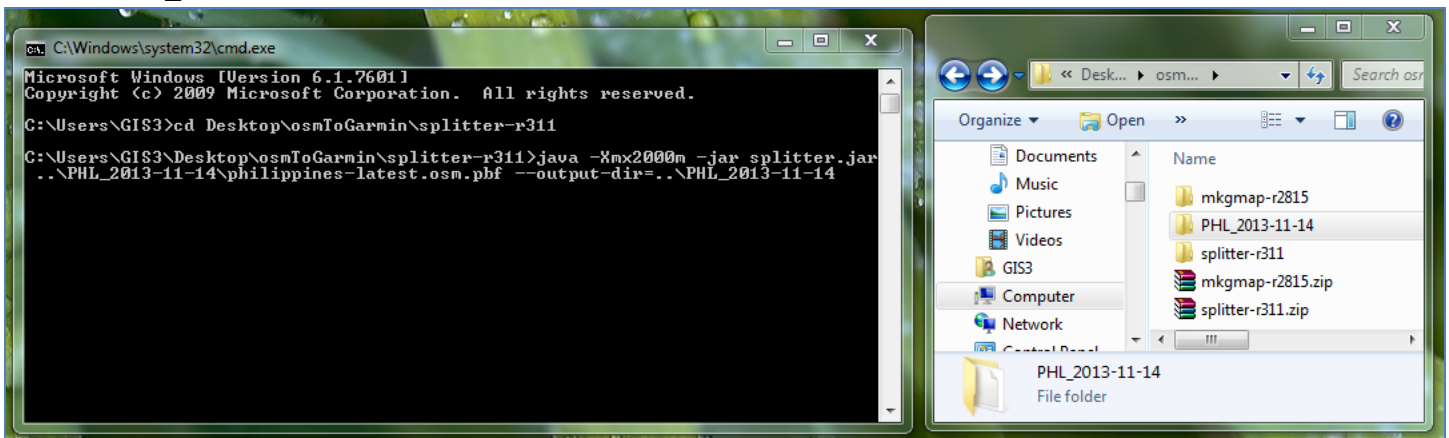 C:\Windows\system32\cmd.exe
Microsoft Windows [Version 6.1.7601]
Copyright (c) 2009 Microsoft Corporation.  All rights reserved.
C:\Users\GIS3>cd Desktop\osmToGarmin\splitter-r311
C:\Users\GIS3\Desktop\osmToGarmin\splitter-r311>java -Xmx2000m -jar splitter.jar
..\PHL_2013-11-14\philippines-latest.osm.pbf --output-dir=..\PHL_2013-11-14
« Desk... osm...
Search osr
Organize Open »
Documents
Music
Pictures
Videos
GIS3
Computer
Network
Control Panel
Name
mkgmap-r2815
PHL_2013-11-14
splitter-r311
mkgmap-r2815.zip
splitter-r311.zip
PHL_2013-11-14
File folder